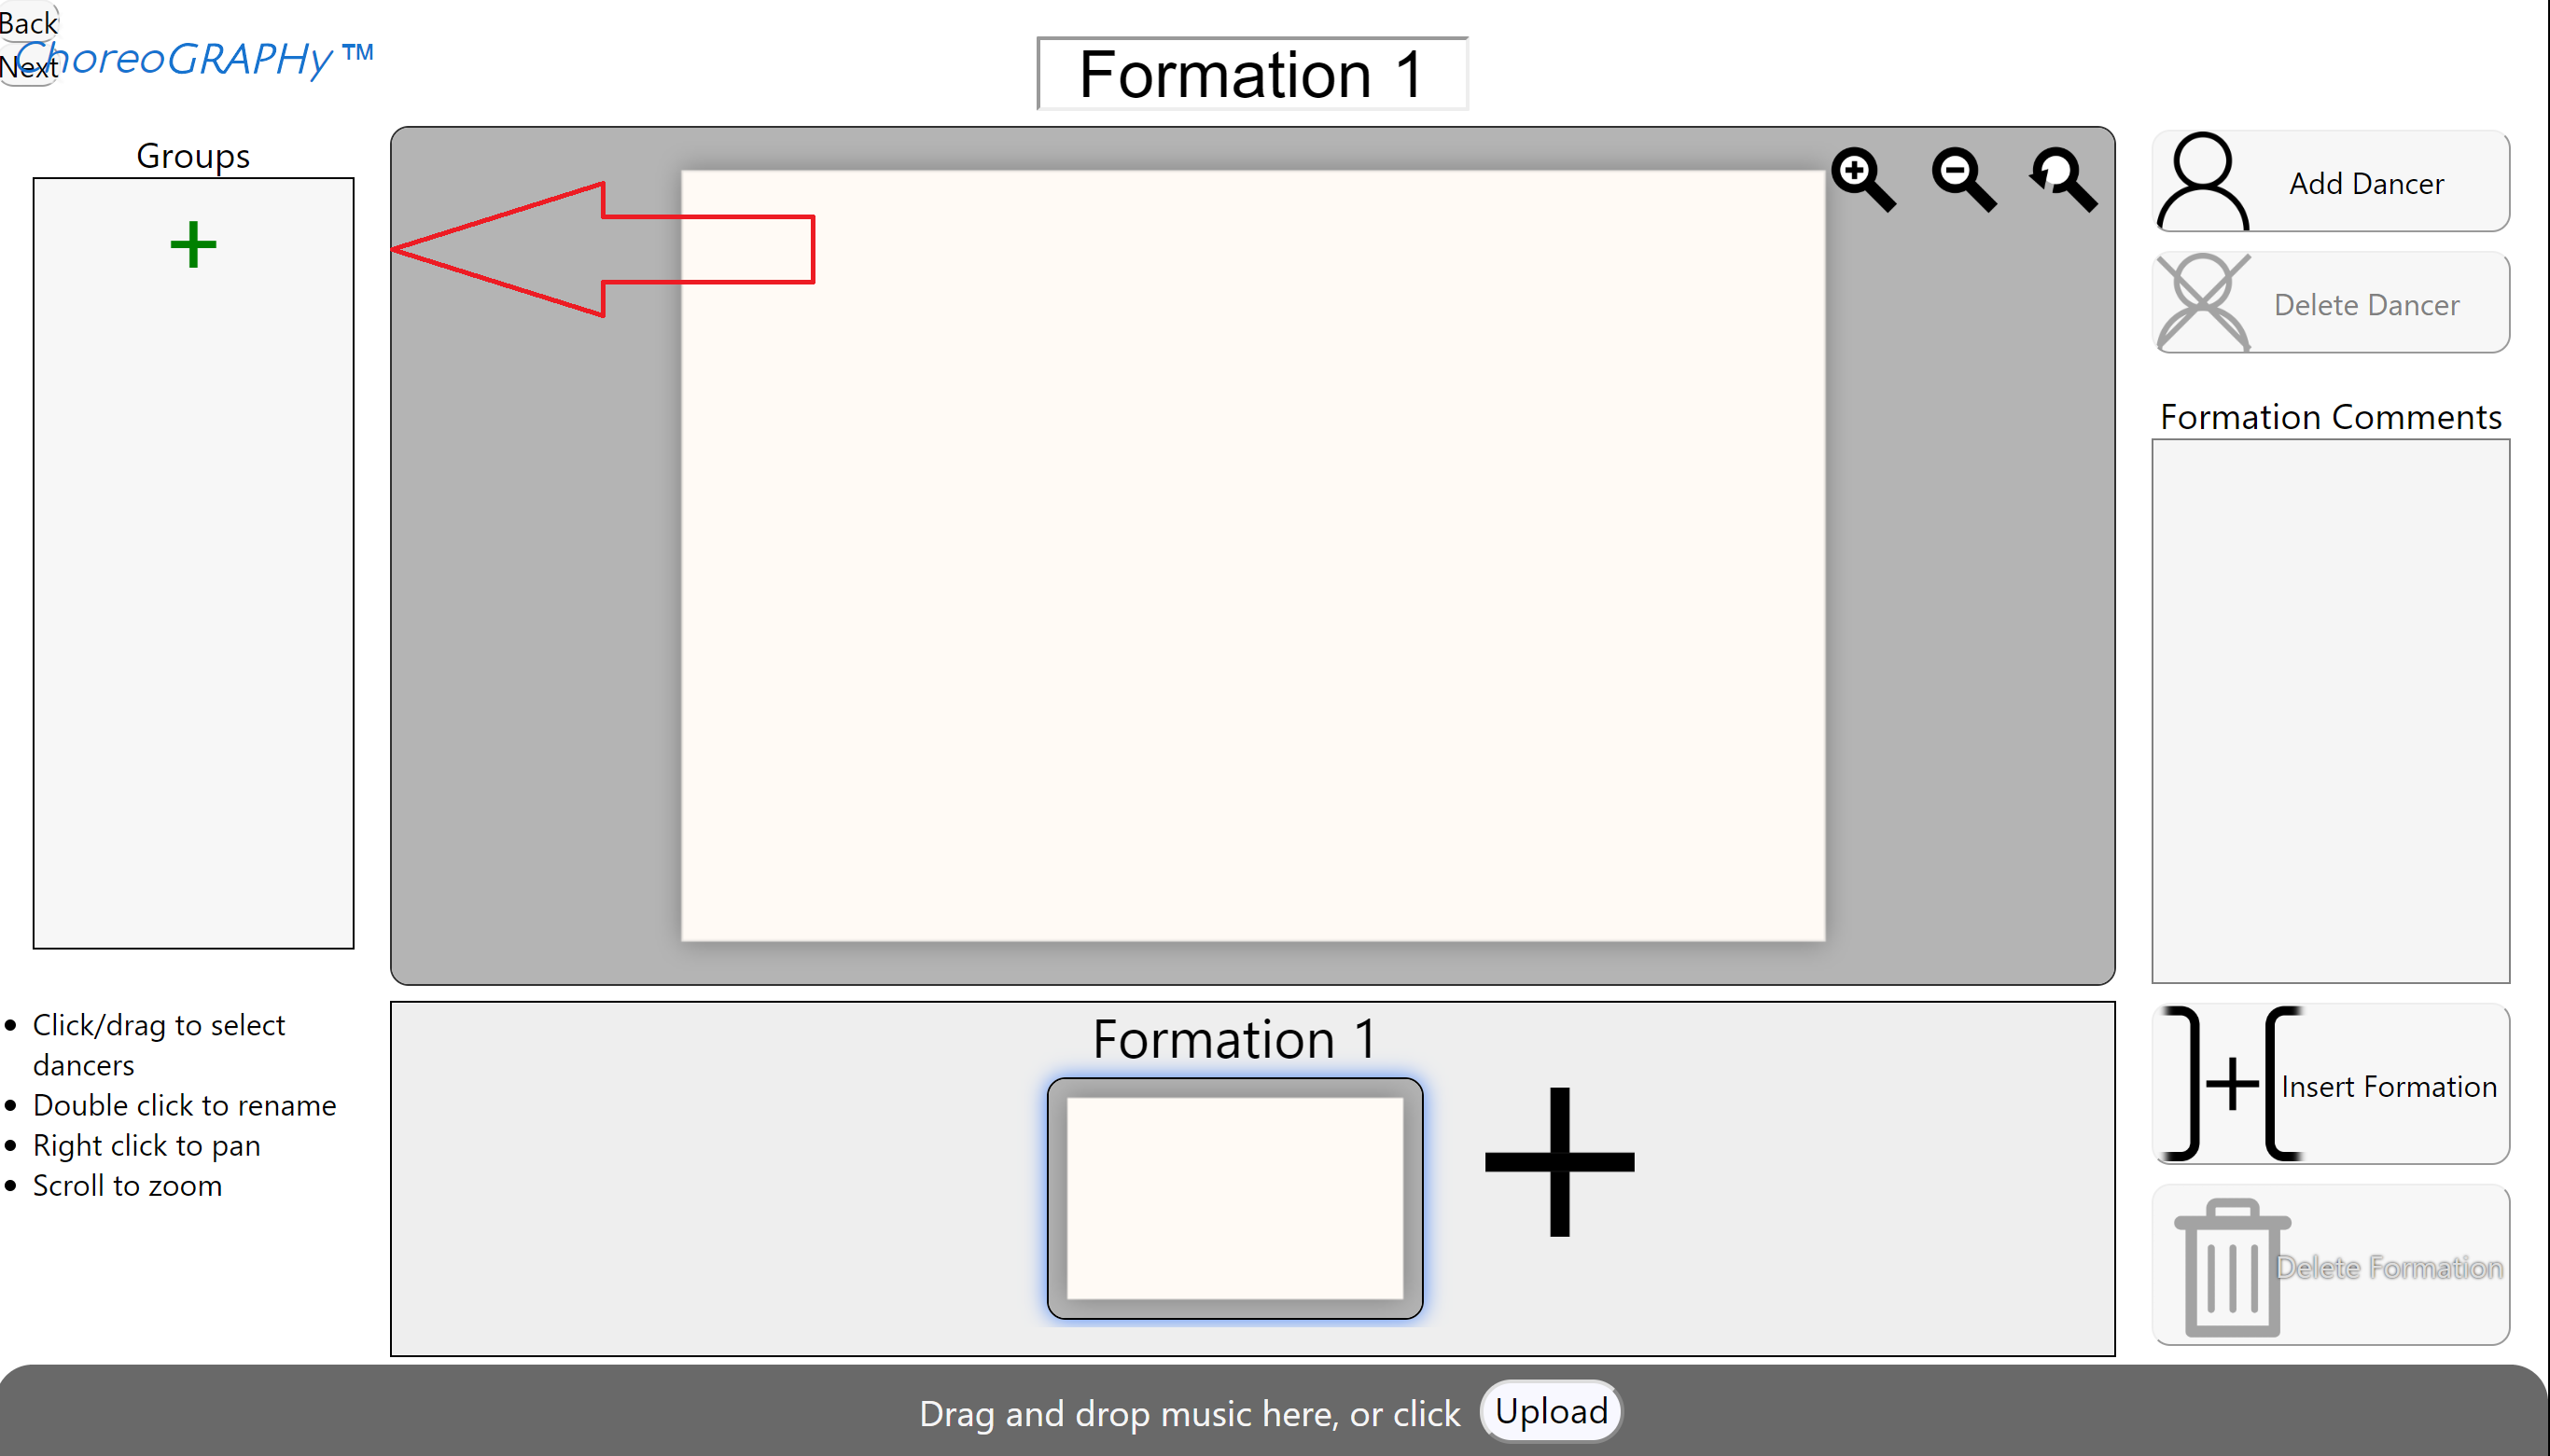 Back
Next
ChoreoGRAPHy™
Formation 1
Groups
Add Dancer
Delete Dancer
Formation Comments
Click/drag to select
dancers
Double click to rename
Right click to pan
Scroll to zoom
Formation 1
Insert Formation
Delete Formation
Drag and drop music here, or click Upload